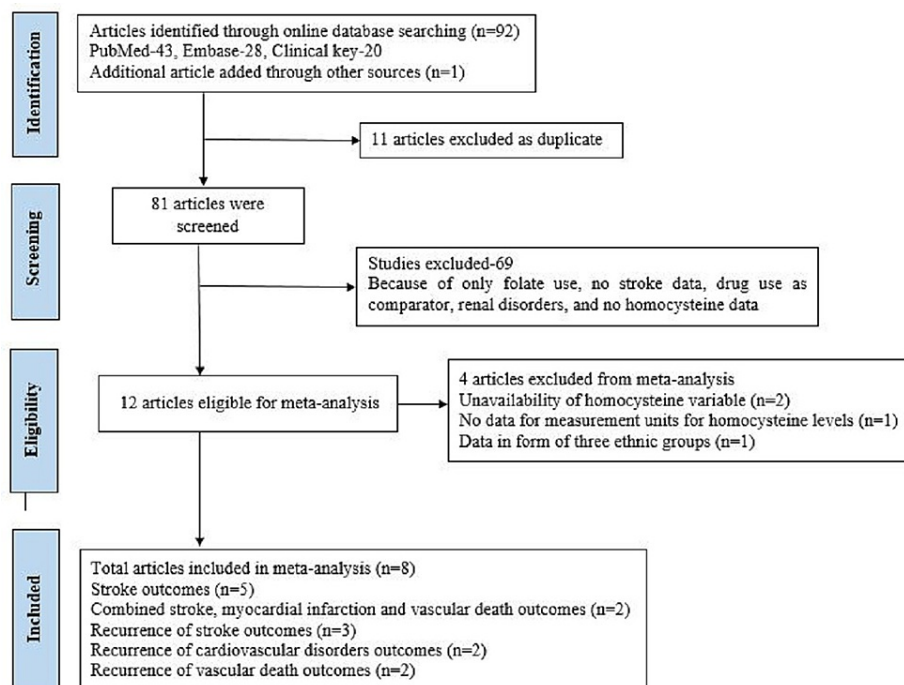 Identification
Articles identified through online database searching (n=92)
PubMed-43, Embase-28, Clinical key-20
Additional article added through other sources (n=1)
11 articles excluded as duplicate
Screening
81 articles were
screened
Studies excluded-69
Because of only folate use, no stroke data, drug use as
comparator, renal disorders, and no homocysteine data
Eligibility
12 articles eligible for meta-analysis
4 articles excluded from meta-analysis
Unavailability of homocysteine variable (n=2)
No data for measurement units for homocysteine levels (n=1)
Data in form of three ethnic groups (n=1)
Included
Total articles included in meta-analysis (n=8)
Stroke outcomes (n=5)
Combined stroke, myocardial infarction and vascular death outcomes (n=2)
Recurrence of stroke outcomes (n=3)
Recurrence of cardiovascular disorders outcomes (n=2)
Recurrence of vascular death outcomes (n=2)